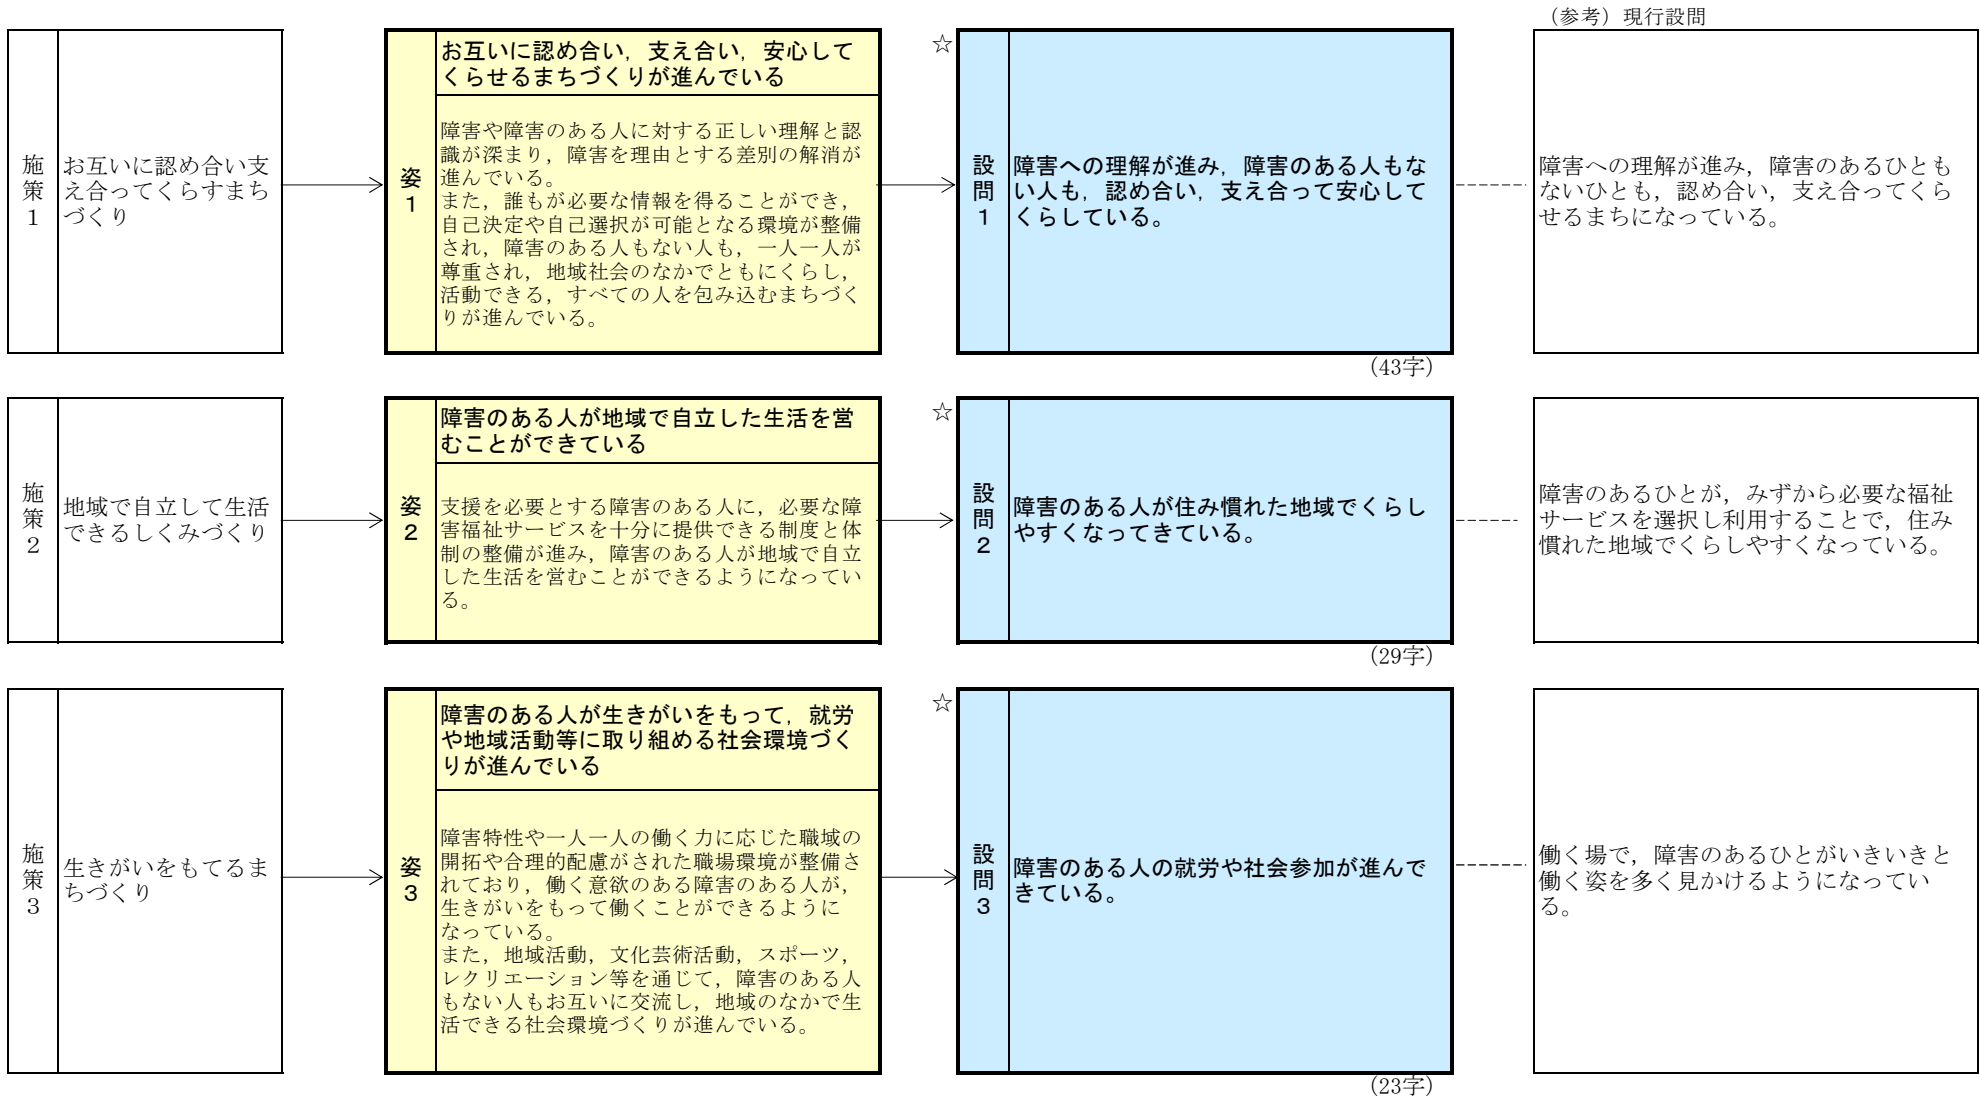 (参考)現行設問
施策1
お互いに認め合い支
え合ってくらすまち
づくり
姿1
お互いに認め合い，支え合い，安心して
くらせるまちづくりが進んでいる
障害や障害のある人に対する正しい理解と認
識が深まり，障害を理由とする差別の解消が
進んでいる。
また，誰もが必要な情報を得ることができ，
自己決定や自己選択が可能となる環境が整備
され，障害のある人もない人も，一人一人が
尊重され，地域社会のなかでともにくらし，
活動できる，すべての人を包み込むまちづく
りが進んでいる。
☆
設問1
障害への理解が進み，障害のある人もな
い人も，認め合い，支え合って安心して
くらしている。
(43字)
障害への理解が進み，障害のあるひとも
ないひとも，認め合い，支え合ってくら
せるまちになっている。
施策2
地域で自立して生活
できるしくみづくり
姿2
障害のある人が地域で自立した生活を営
むことができている
支援を必要とする障害のある人に，必要な障
害福祉サービスを十分に提供できる制度と体
制の整備が進み，障害のある人が地域で自立
した生活を営むことができるようになってい
る。
☆
設問2
障害のある人が住み慣れた地域でくらし
やすくなってきている。
(29字)
障害のあるひとが，みずから必要な福祉
サービスを選択し利用することで，住み
慣れた地域でくらしやすくなっている。
施策3
生きがいをもてるま
ちづくり
姿3
障害のある人が生きがいをもって，就労
や地域活動等に取り組める社会環境づく
りが進んでいる
障害特性や一人一人の働く力に応じた職域の
開拓や合理的配慮がされた職場環境が整備さ
れており，働く意欲のある障害のある人が，
生きがいをもって働くことができるように
なっている。
また，地域活動，文化芸術活動，スポーツ，
レクリエーション等を通じて，障害のある人
もない人もお互いに交流し，地域のなかで生
活できる社会環境づくりが進んでいる。
☆
設問3
障害のある人の就労や社会参加が進んで
きている。
(23字)
働く場で，障害のあるひとがいきいきと
働く姿を多く見かけるようになってい
る。